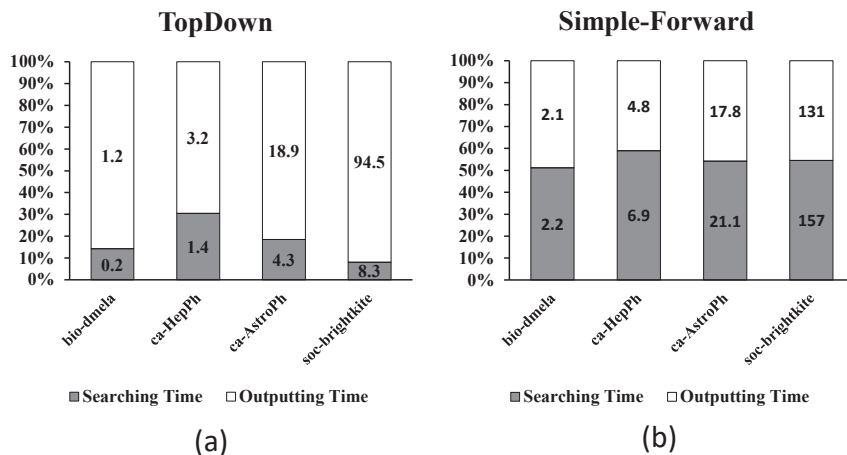 TopDown
100%
90%
80%
70%
60%
50%
40%
30%
20%
10%
0%
1.2
3.2
18.9
94.5
0.2
1.4
4.3
8.3
bio-dmela
ca-HepPh
ca-AstroPh
soc-brightkite
Searching Time Outputting Time
(a)
Simple-Forward
100%
90%
80%
70%
60%
50%
40%
30%
20%
10%
0%
2.1
4.8
17.8
131
2.2
6.9
21.1
157
bio-dmela
ca-HepPh
ca-AstroPh
soc-brightkite
Searching Time Outputting Time
(b)